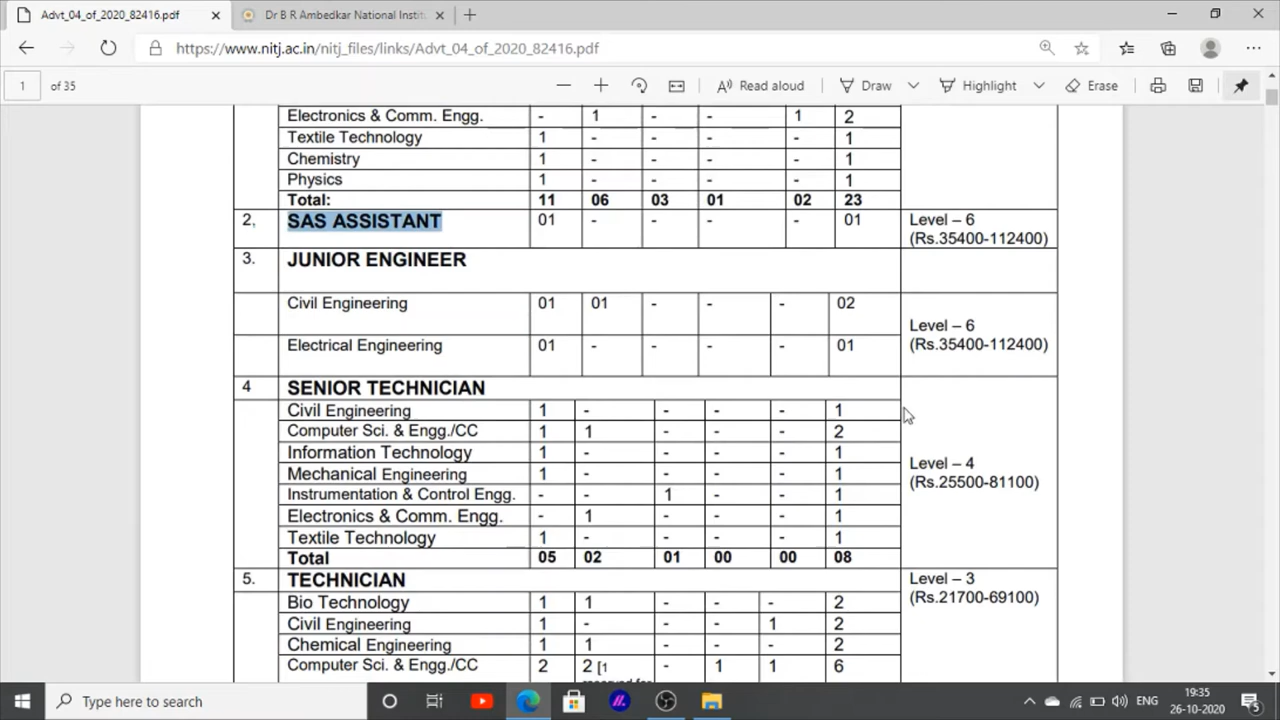 Advt_04_of_2020_82416.pdf
Dr B R Ambedkar National Instit
https://www.nitj.ac.in/nitj_files/links/Advt_04_of_2020_82416.pdf
1 of 35 Read aloud Draw Highlight Erase
Electronics & Comm. Engg. - 1 - - 1 2
Textile Technology 1 - - - - 1
Chemistry 1 - - - - 1
Physics 1 - - - - 1
Total: 11 06 03 01 02 23
2, SAS ASSISTANT 01 - - - - 01 Level – 6
(Rs.35400-112400)
3. JUNIOR ENGINEER
Civil Engineering 01 01 - - - 02
Level – 6
(Rs.35400-112400)
Electrical Engineering 01 - - - - 01
4 SENIOR TECHNICIAN
Civil Engineering 1 - - - - 1
Computer Sci. & Engg./CC 1 1 - - - 2
Information Technology 1 - - - - 1
Level – 4
(Rs.25500-81100)
Mechanical Engineering 1 - - - - 1
Instrumentation & Control Engg. - - 1 - - 1
Electronics & Comm. Engg. - 1 - - - 1
Textile Technology 1 - - - - 1
Total 05 02 01 00 00 08
5. TECHNICIAN Level – 3
(Rs.21700-69100)
Bio Technology 1 1 - - - 2
Civil Engineering 1 - - - 1 2
Chemical Engineering 1 1 - - - 2
Computer Sci. & Engg./CC 2 2 [1 - 1 1 6
reserved for
Type here to search
ENG
19:35
26-10-2020
5